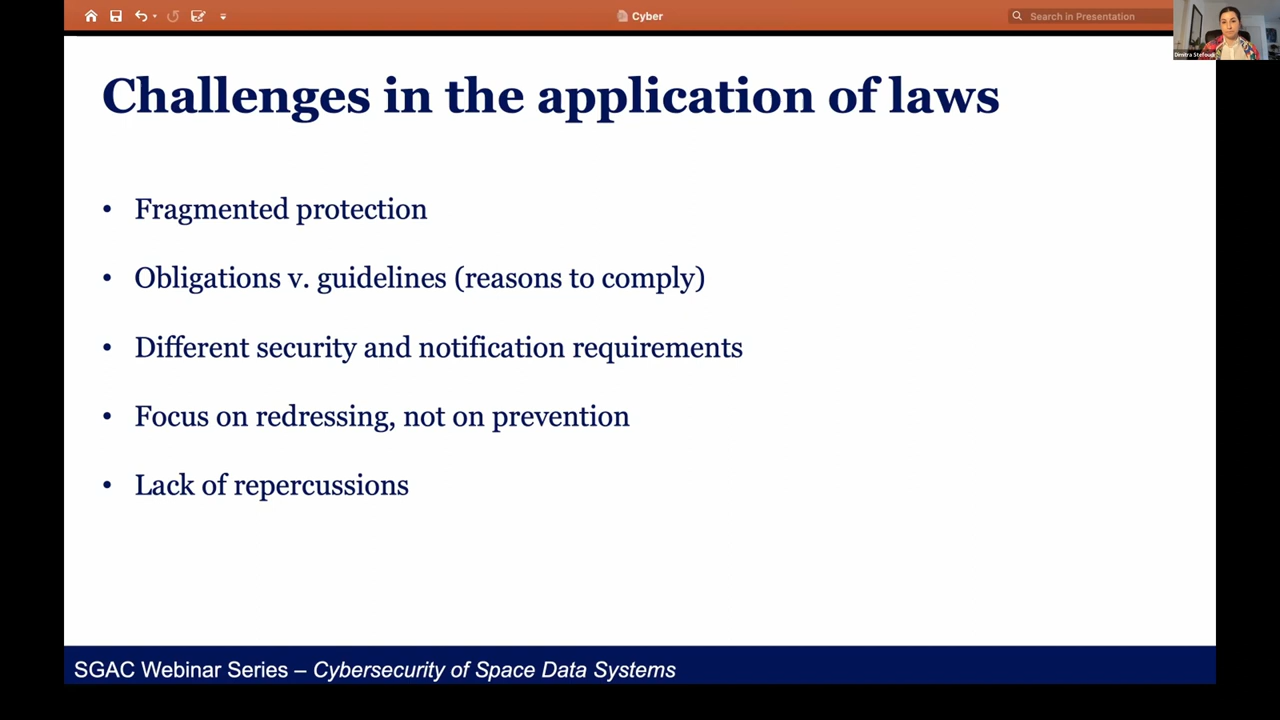 Cyber
Search in Presentation
Challenges in the application of laws
• Fragmented protection
• Obligations v. guidelines (reasons to comply)
• Different security and notification requirements
• Focus on redressing, not on prevention
• Lack of repercussions
SGAC Webinar Series – Cybersecurity of Space Data Systems